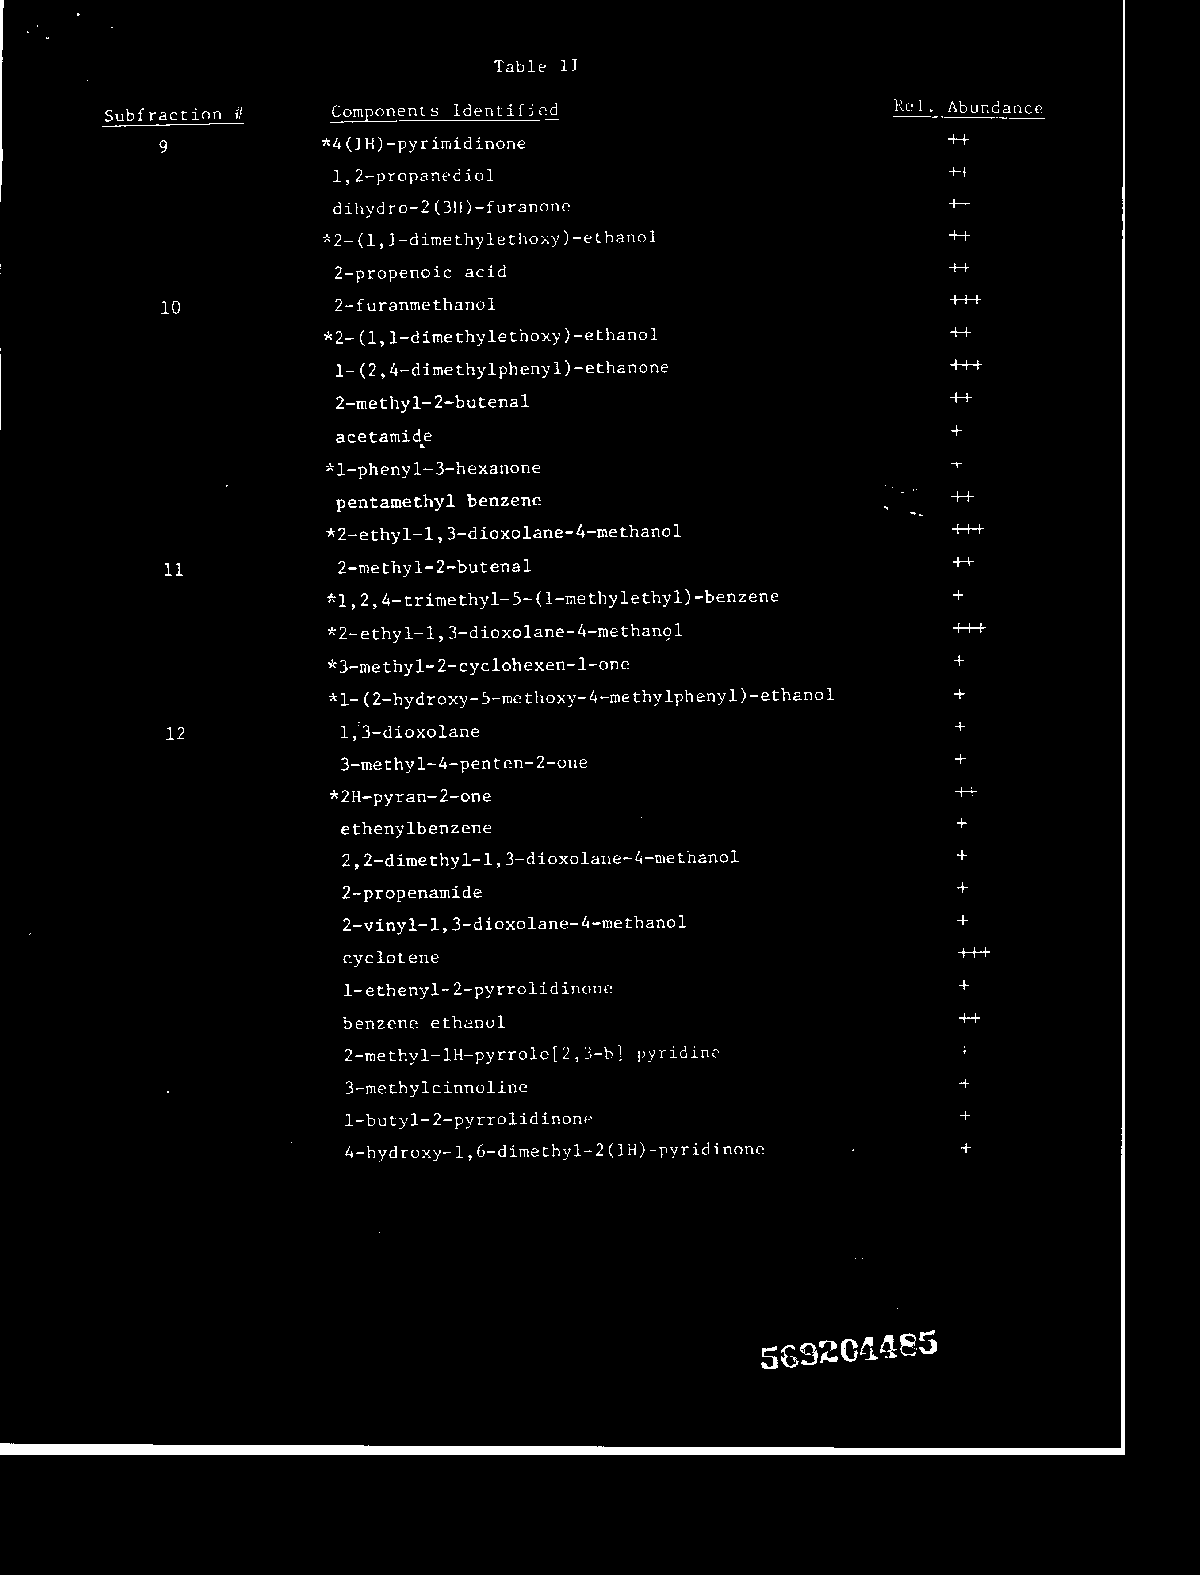 Table 11
Subfraction # Components Identified Rel. Abundance
9 *4(1H)-pyrimidinone ++
1,2-propanediol ++
dihydro-2(3H)-furanone +
*2-(1,1-dimethylethoxy)-ethanol ++
2-propenoic acid ++
10 2-furanmethanol +++
*2-(1,1-dimethylethoxy)-ethanol ++
1-(2,4-dimethylphenyl)-ethanone +++
2-methyl-2-butenal ++
acetamide +
*1-phenyl-3-hexanone +
pentamethyl benzene ++
*2-ethyl-1,3-dioxolane-4-methanol +++
11 2-methyl-2-butenal ++
*1,2,4-trimethyl-5-(1-methylethyl)-benzene +
*2-ethyl-1,3-dioxolane-4-methanol +++
*3-methyl-2-cyclohexen-1-one +
*1-(2-hydroxy-5-methoxy-4-methylphenyl)-ethanol +
12 1,3-dioxolane +
3-methyl-4-penten-2-one +
*2H-pyran-2-one ++
ethenylbenzene +
2,2-dimethyl-1,3-dioxolane-4-methanol +
2-propenamide +
2-vinyl-1,3-dioxolane-4-methanol +
cyclotene +++
1-ethenyl-2-pyrrolidinone +
benzene ethanol ++
2-methyl-1H-pyrrolo[2,3-b] pyridine +
3-methylcinnoline +
1-butyl-2-pyrrolidinone +
4-hydroxy-1,6-dimethyl-2(1H)-pyridinone +
569204485